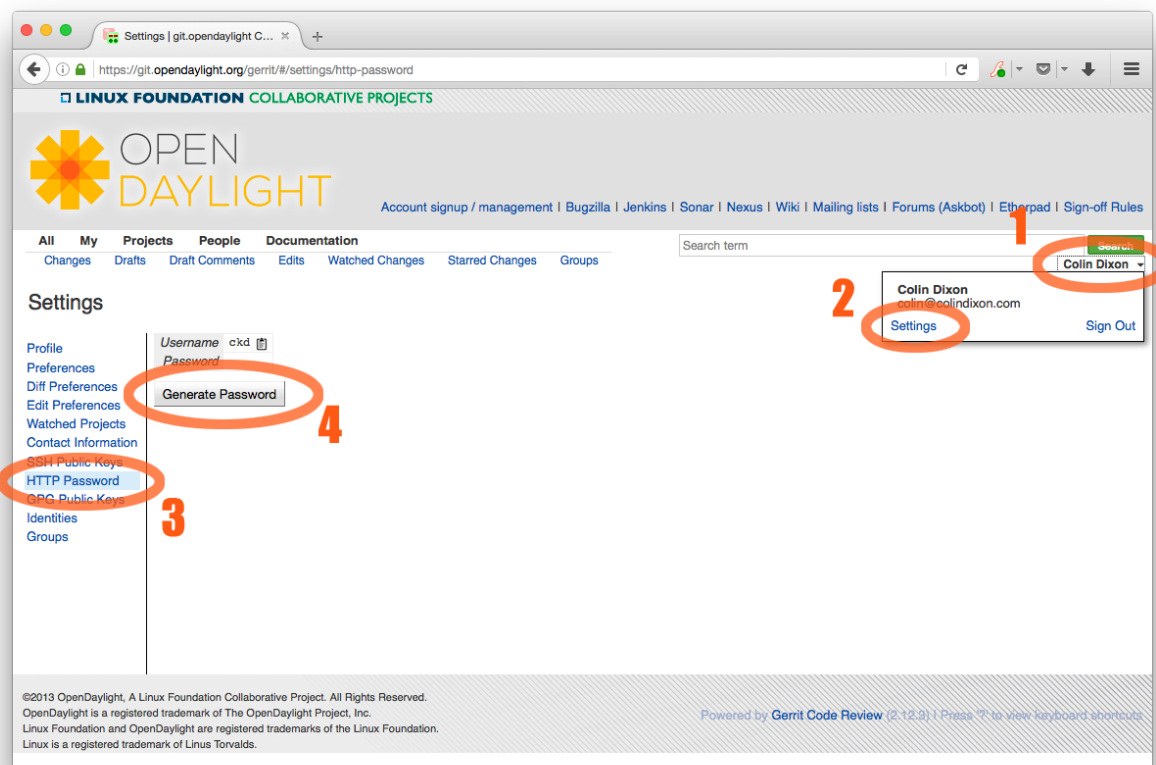 Settings | git.opendaylight C... ×
https://git.opendaylight.org/gerrit/#/settings/http-password
LINUX FOUNDATION COLLABORATIVE PROJECTS
OPEN
DAYLIGHT
Account signup / management | Bugzilla | Jenkins | Sonar | Nexus | Wiki | Mailing lists | Forums (Askbot) | Etherpad | Sign-off Rules
1
All My Projects People Documentation
Search term Search
Changes Drafts Draft Comments Edits Watched Changes Starred Changes Groups
Colin Dixon
2
Colin Dixon
colin@colindixon.com
Settings Sign Out
Settings
Username ckd
Password
Generate Password
4
Profile
Preferences
Diff Preferences
Edit Preferences
Watched Projects
Contact Information
SSH Public Keys
HTTP Password
GPG Public Keys
Identities
Groups
3
©2013 OpenDaylight, A Linux Foundation Collaborative Project. All Rights Reserved.
OpenDaylight is a registered trademark of The OpenDaylight Project, Inc.
Linux Foundation and OpenDaylight are registered trademarks of the Linux Foundation.
Linux is a registered trademark of Linus Torvalds.
Powered by Gerrit Code Review (2.12.3) | Press '?' to view keyboard shortcuts